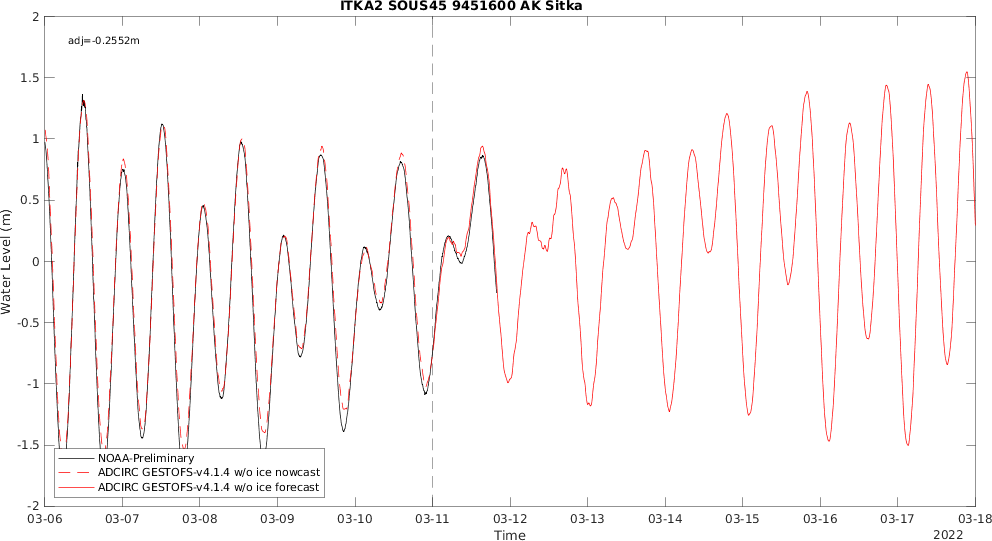 ITKA2 SOUS45 9451600 AK Sitka
adj=-0.2552m
Water Level (m)
2
1.5
1
0.5
0
-0.5
-1
-1.5
-2
NOAA-Preliminary
ADCIRC GESTOFS-v4.1.4 w/o ice nowcast
ADCIRC GESTOFS-v4.1.4 w/o ice forecast
03-06 03-07 03-08 03-09 03-10 03-11 03-12 03-13 03-14 03-15 03-16 03-17 03-18
Time
2022